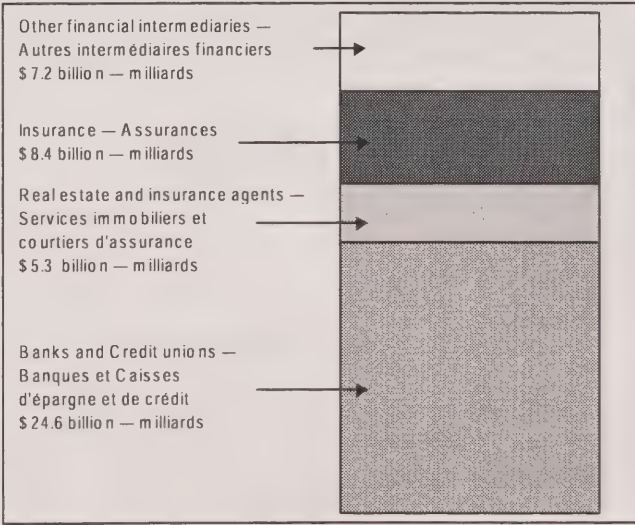 Other financial intermediaries —
Autres intermédiaires financiers
$7.2 billion — milliards
Insurance — Assurances
$8.4 billion — milliards
Real estate and insurance agents —
Services immobiliers et
courtiers d'assurance
$5.3 billion — milliards
Banks and Credit unions —
Banques et Caisses
d'épargne et de crédit
$24.6 billion — milliards